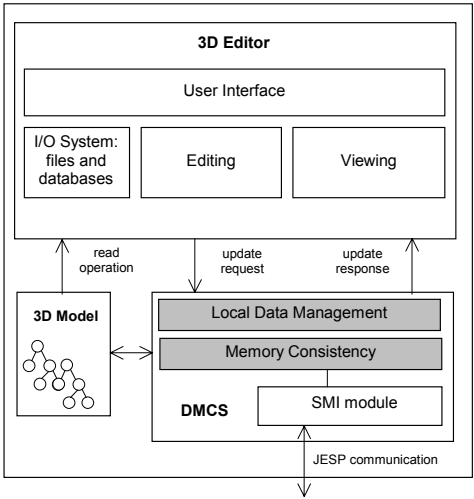 3D Editor
User Interface
I/O System:
files and
databases
Editing
Viewing
read
operation
update
request
update
response
3D Model
Local Data Management
Memory Consistency
DMCS
SMI module
JESP communication